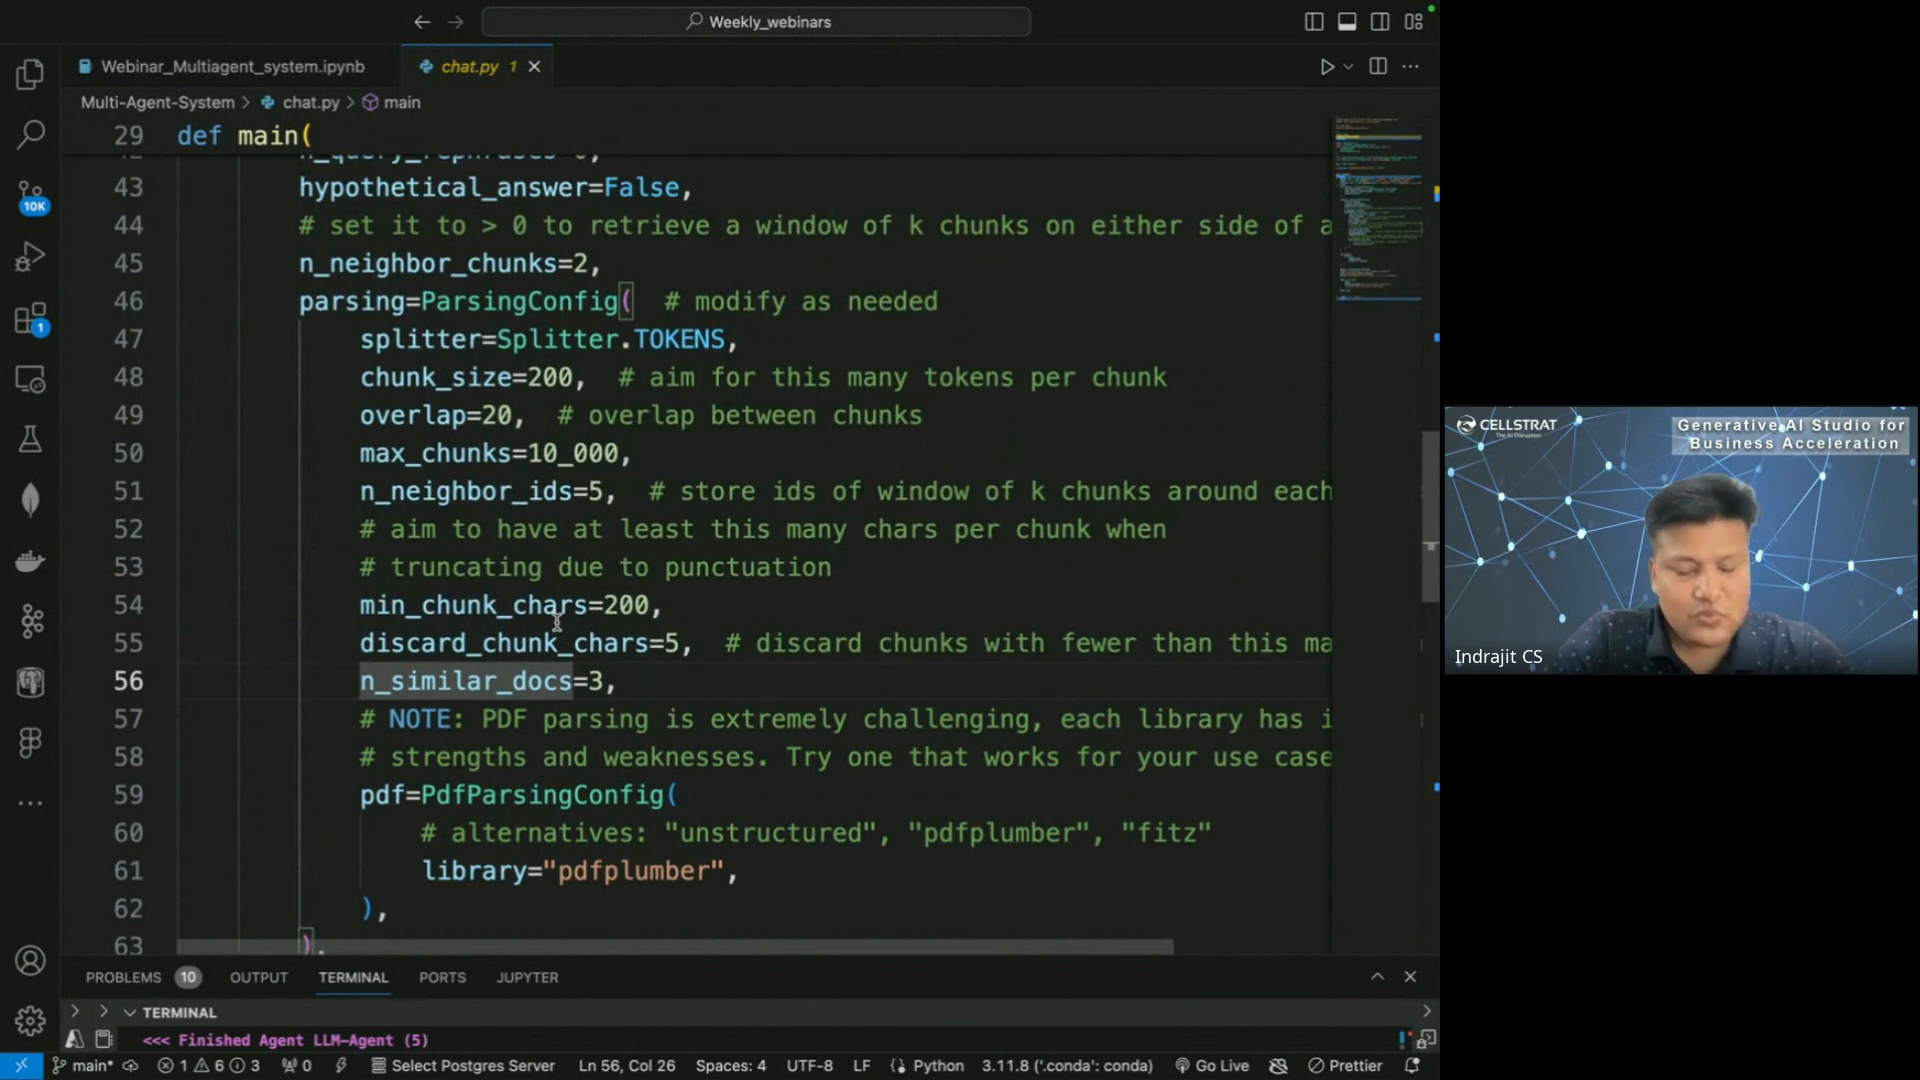 Weekly_webinars
Webinar_Multiagent_system.ipynb
chat.py 1
Multi-Agent-System > chat.py > main
29 def main(
43 hypothetical_answer=False,
44 # set it to > 0 to retrieve a window of k chunks on either side of a
45 n_neighbor_chunks=2,
46 parsing=ParsingConfig( # modify as needed
47 splitter=Splitter.TOKENS,
48 chunk_size=200, # aim for this many tokens per chunk
49 overlap=20, # overlap between chunks
50 max_chunks=10_000,
51 n_neighbor_ids=5, # store ids of window of k chunks around each
52 # aim to have at least this many chars per chunk when
53 # truncating due to punctuation
54 min_chunk_chars=200,
55 discard_chunk_chars=5, # discard chunks with fewer than this ma
56 n_similar_docs=3,
57 # NOTE: PDF parsing is extremely challenging, each library has i
58 # strengths and weaknesses. Try one that works for your use case
59 pdf=PdfParsingConfig(
60 # alternatives: "unstructured", "pdfplumber", "fitz"
61 library="pdfplumber",
62 ),
63 ),
10K
1
PROBLEMS 10 OUTPUT TERMINAL PORTS JUPYTER
TERMINAL
<<< Finished Agent LLM-Agent (5)
main* 1 6 3 0 Select Postgres Server Ln 56, Col 26 Spaces: 4 UTF-8 LF Python 3.11.8 ('.conda': conda) Go Live Prettier
CELLSTRAT
The AI Disruption
Generative AI Studio for
Business Acceleration
Indrajit CS